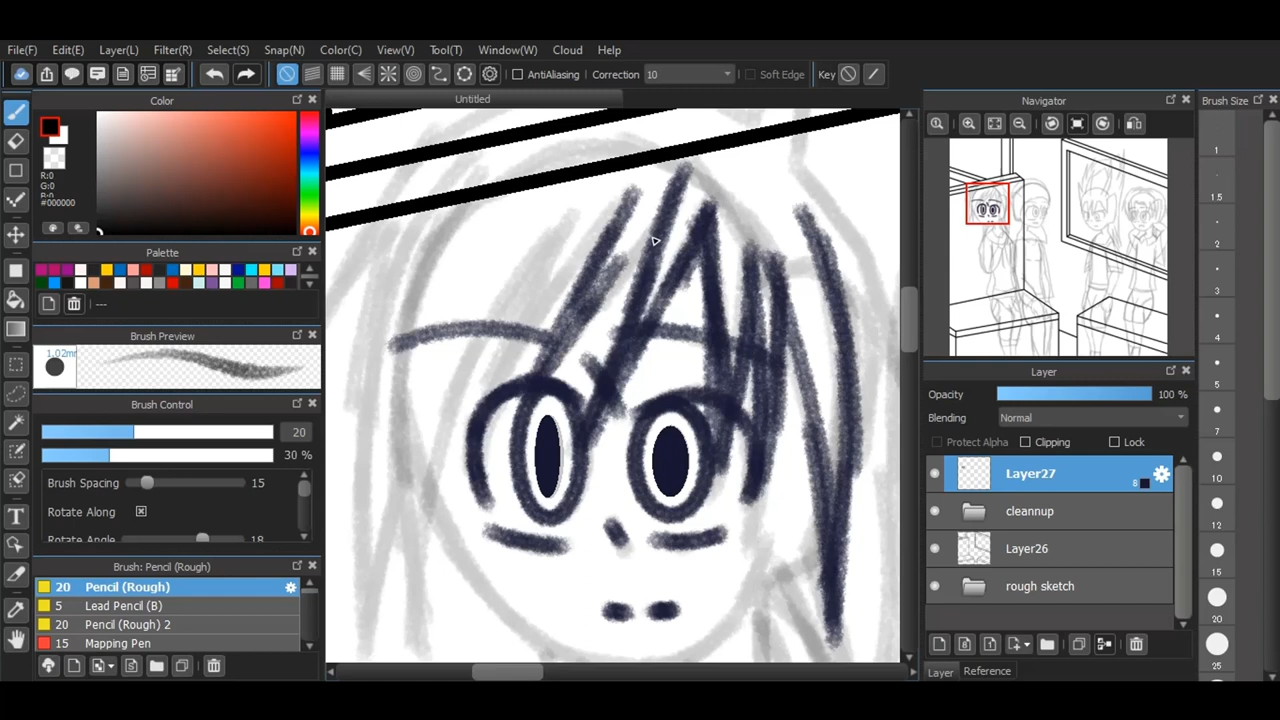 File(F) Edit(E) Layer(L) Filter(R) Select(S) Snap(N) Color(C) View(V) Tool(T) Window(W) Cloud Help
AntiAliasing Correction 10 Soft Edge Key
Color
R:0
G:0
#000000
Palette
---
Brush Preview
1.02m
Brush Control
20
30 %
Brush Spacing 15
Rotate Along
Rotate Angle 18
Brush: Pencil (Rough)
20 Pencil (Rough)
5 Lead Pencil (B)
20 Pencil (Rough) 2
15 Mapping Pen
Untitled
Navigator
Layer
Opacity 100 %
Blending Normal
Protect Alpha Clipping Lock
Layer27
8
cleannup
Layer26
rough sketch
Layer Reference
Brush Size
1
1.5
2
3
4
5
7
10
12
15
20
25